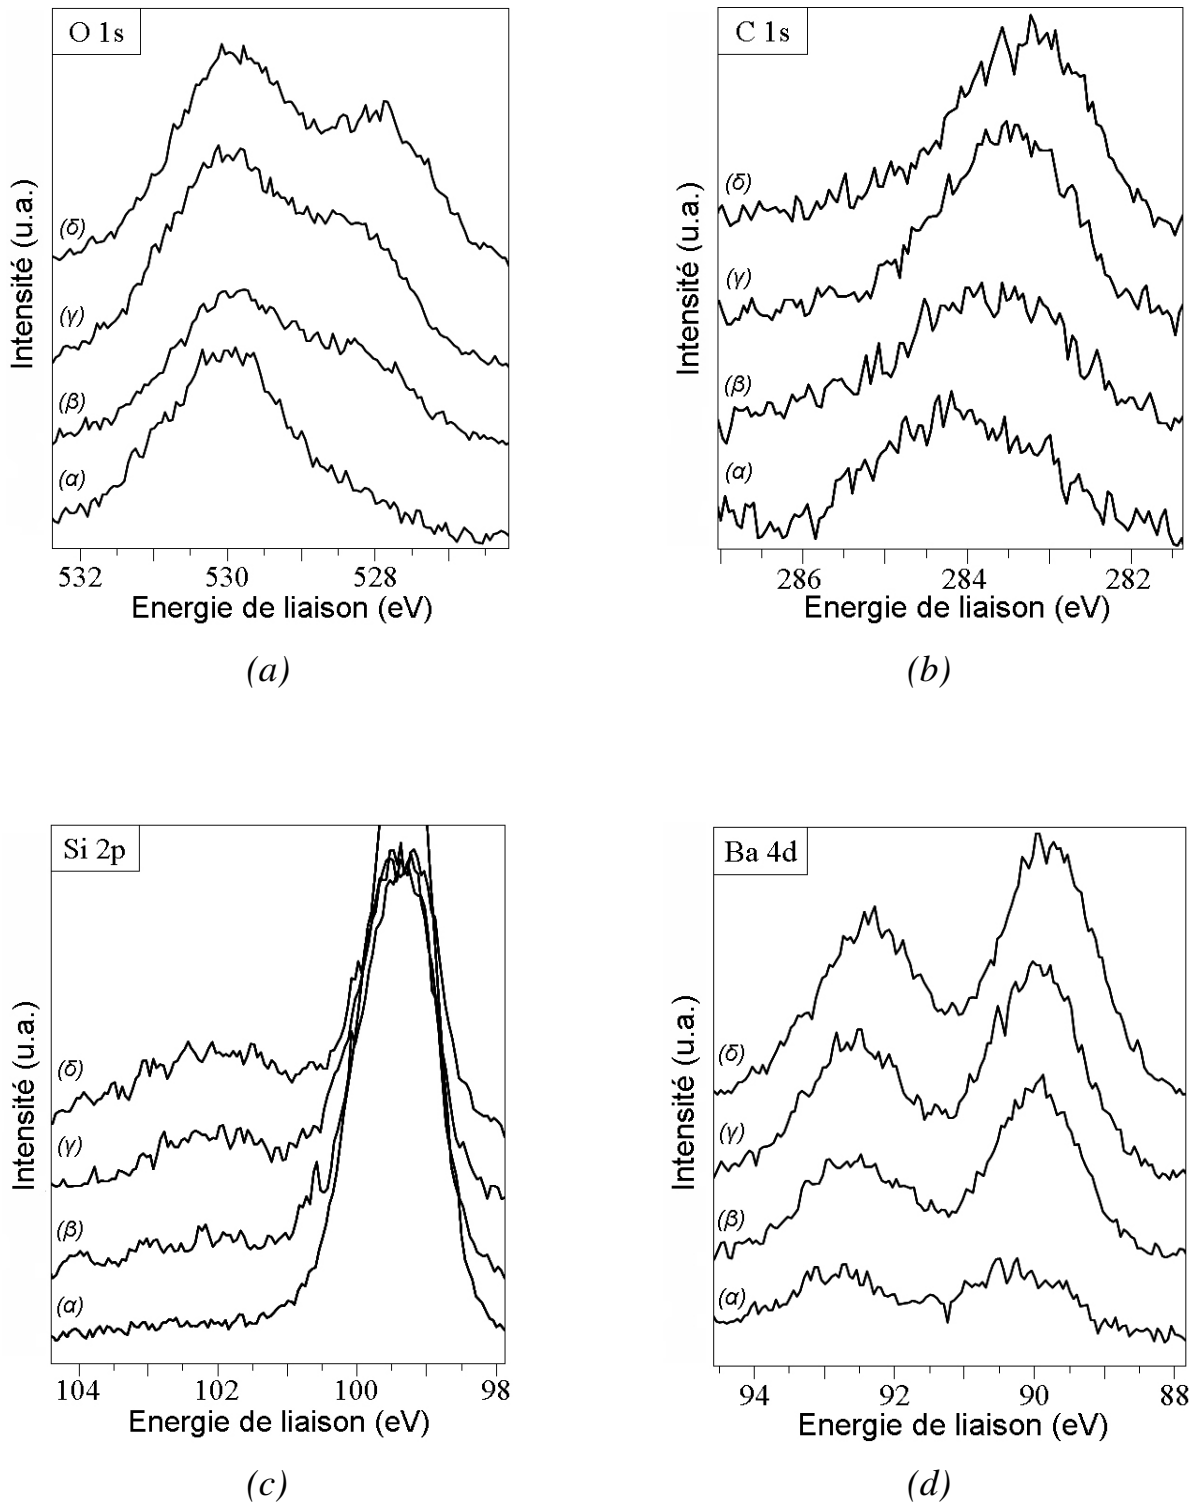 O 1s
Intensité (u.a.)
(δ)
(γ)
(β)
(α)
532 530 528
Energie de liaison (eV)
(a)
C 1s
Intensité (u.a.)
(δ)
(γ)
(β)
(α)
286 284 282
Energie de liaison (eV)
(b)
Si 2p
Intensité (u.a.)
(δ)
(γ)
(β)
(α)
104 102 100 98
Energie de liaison (eV)
(c)
Ba 4d
Intensité (u.a.)
(δ)
(γ)
(β)
(α)
94 92 90 88
Energie de liaison (eV)
(d)